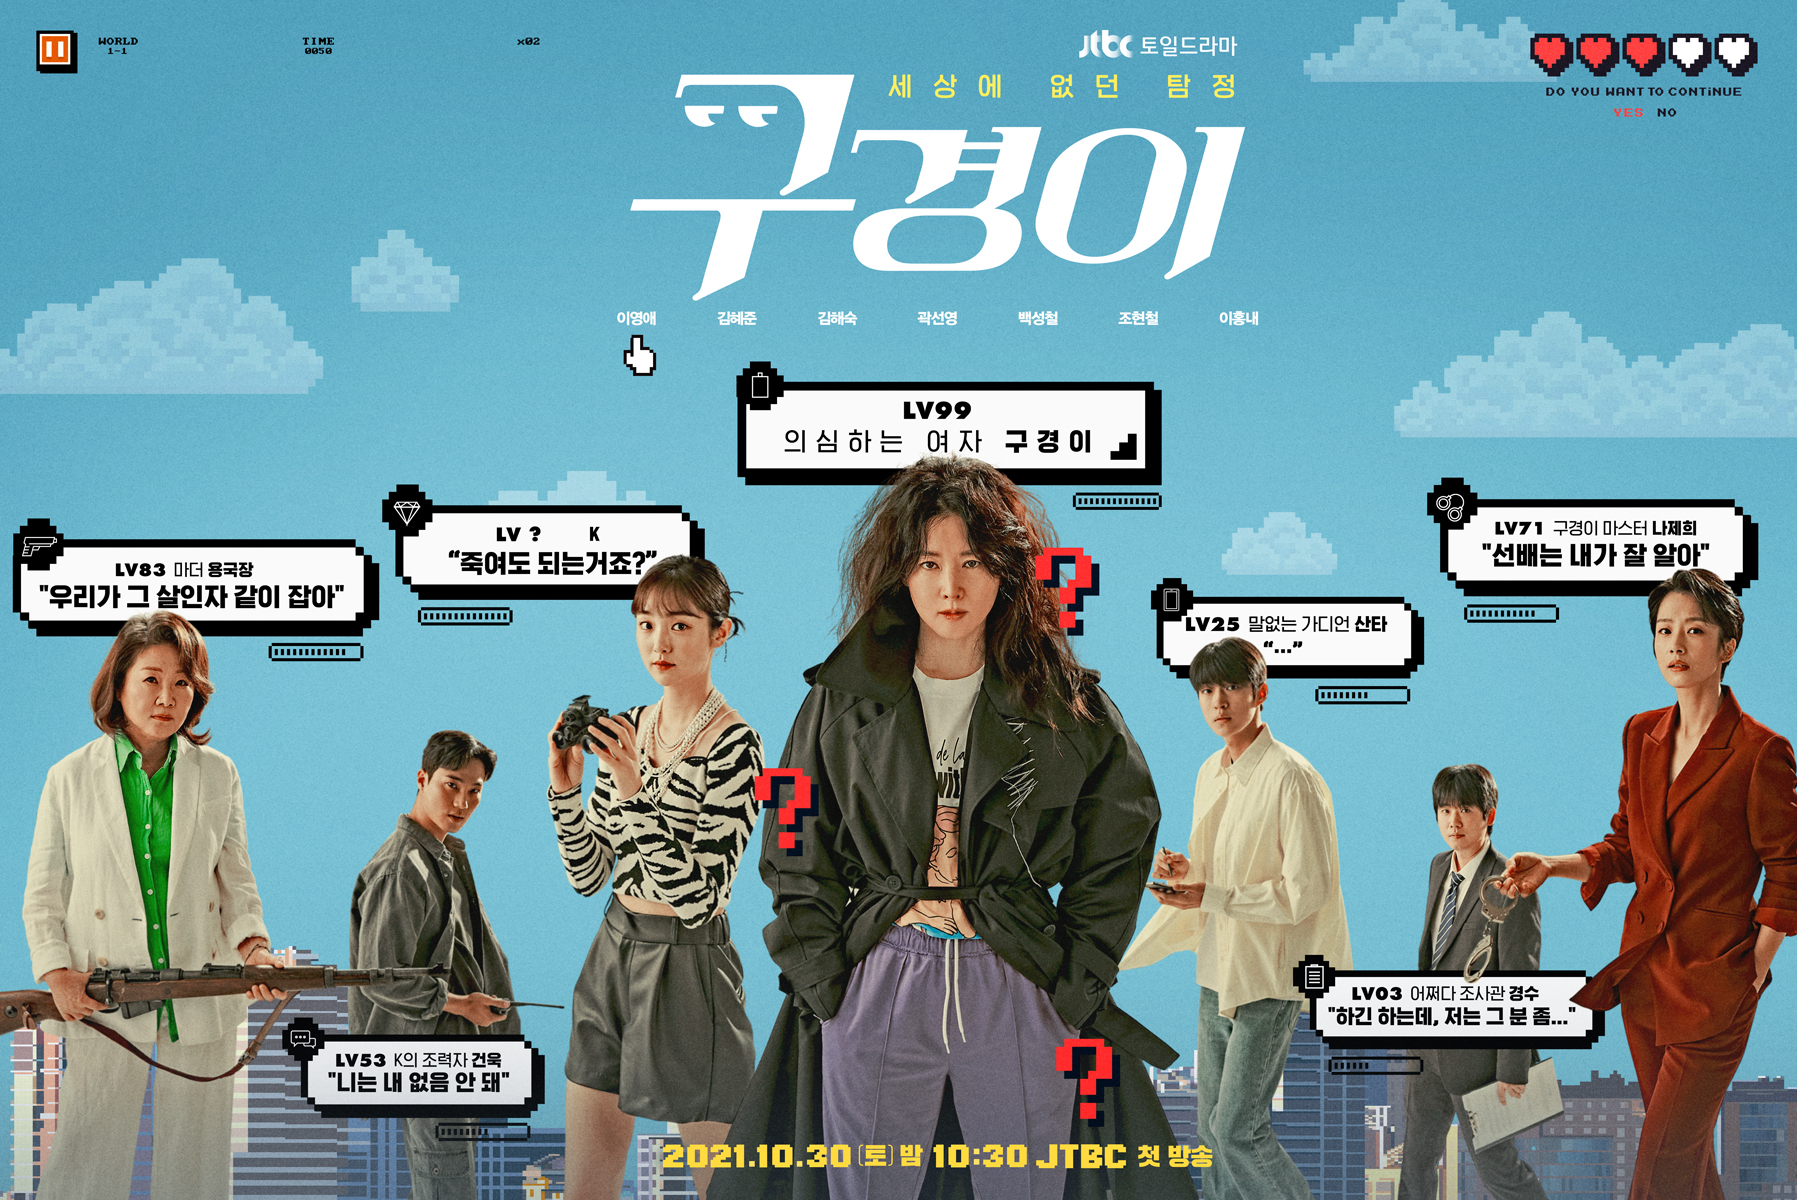 WORLD
1-1
TIME
0050
x02
jtbc 토일드라마
세상에 없던 탐정
구경이
DO YOU WANT TO CONTiNUE
YES NO
이영애 김혜준 김해숙 곽선영 백성철 조현철 이홍내
LV99
의심하는 여자 구경이
LV ? K
“죽여도 되는거죠?”
LV83 마더 용국장
"우리가 그 살인자 같이 잡아"
LV71 구경이 마스터 나제희
"선배는 내가 잘 알아"
LV25 말없는 가디언 산타
“...”
de la
LV03 어쩌다 조사관 경수
"하긴 하는데, 저는 그 분 좀..."
LV53 K의 조력자 건욱
"니는 내 없음 안 돼"
2021.10.30 [토] 밤 10:30 JTBC 첫 방송